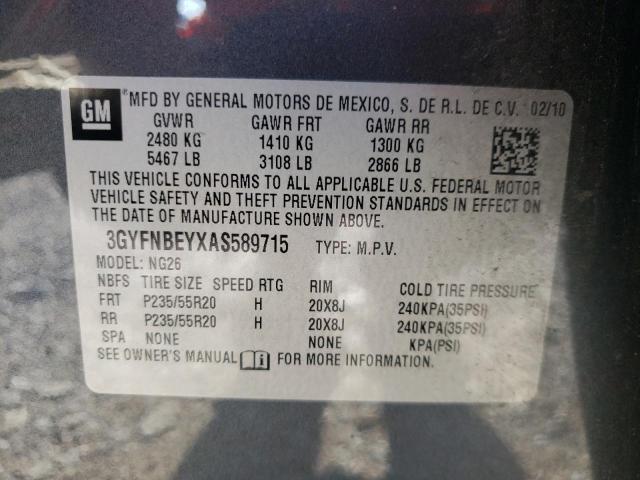 GM MFD BY GENERAL MOTORS DE MEXICO, S. DE R.L. DE C.V. 02/10
GVWR GAWR FRT GAWR RR
2480 KG 1410 KG 1300 KG
5467 LB 3108 LB 2866 LB
THIS VEHICLE CONFORMS TO ALL APPLICABLE U.S. FEDERAL MOTOR
VEHICLE SAFETY AND THEFT PREVENTION STANDARDS IN EFFECT ON
THE DATE OF MANUFACTURE SHOWN ABOVE.
3GYFNBEYXAS589715 TYPE: M.P.V.
MODEL: NG26
NBFS TIRE SIZE SPEED RTG RIM COLD TIRE PRESSURE
FRT P235/55R20 H 20X8J 240KPA(35PSI)
RR P235/55R20 H 20X8J 240KPA(35PSI)
SPA NONE NONE KPA(PSI)
SEE OWNER'S MANUAL i FOR MORE INFORMATION.